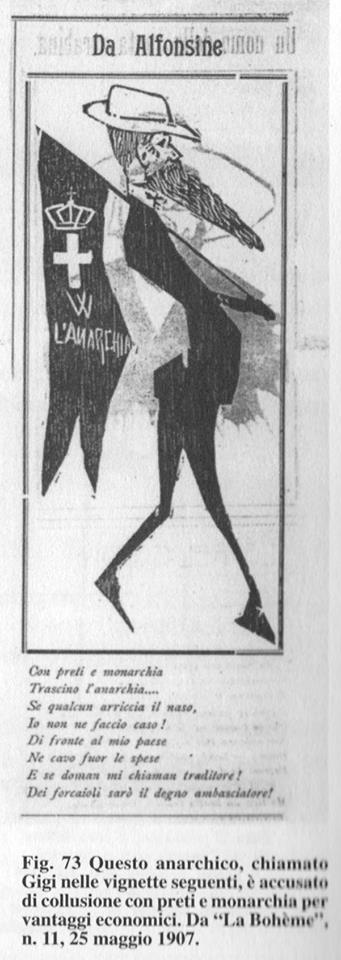 Da Alfonsine
W
L'ANARCHIA
Con preti e monarchia
Trascino l'anarchia....
Se qualcun arriccia il naso,
Io non ne faccio caso!
Di fronte al mio paese
Ne cavo fuor le spese
E se doman mi chiaman traditore!
Dei forcaioli sarò il degno ambasciatore!
Fig. 73 Questo anarchico, chiamato
Gigi nelle vignette seguenti, è accusato
di collusione con preti e monarchia per
vantaggi economici. Da "La Bohème",
n. 11, 25 maggio 1907.